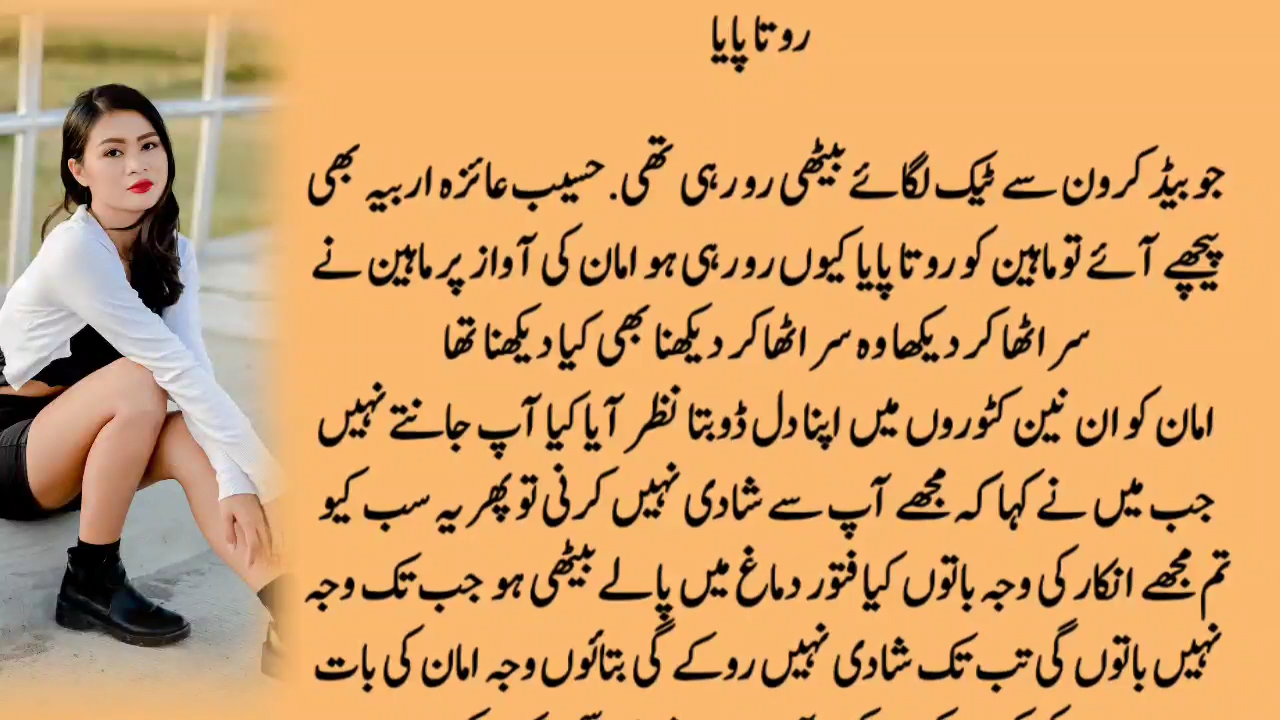 روتا پایا
جو بیڈ کرون سے ٹیک لگائے بیٹھی رو رہی تھی. حسیب عائزہ اربیہ بھی
پیچھے آئے تو ماہین کو روتا پایا کیوں رو رہی ہو امان کی آواز پر ماہین نے
سر اٹھا کر دیکھا وہ سر اٹھا کر دیکھنا بھی کیا دیکھنا تھا
امان کو ان نین کٹوروں میں اپنا دل ڈوبتا نظر آیا کیا آپ جانتے نہیں
جب میں نے کہا کہ مجھے آپ سے شادی نہیں کرنی تو پھر یہ سب کیو
تم مجھے انکار کی وجہ باتوں کیا فتور دماغ میں پالے بیٹھی ہو جب تک وجہ
نہیں باتوں گی تب تک شادی نہیں روکے گی بتائوں وجہ امان کی بات